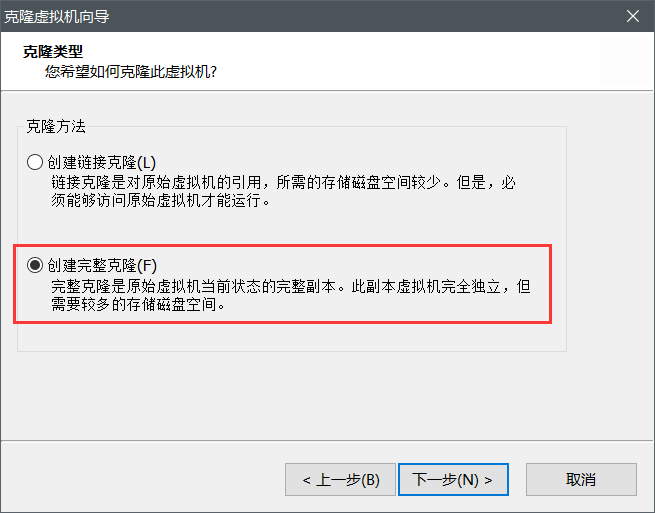 克隆虚拟机向导
克隆类型
您希望如何克隆此虚拟机?
克隆方法
创建链接克隆(L)
链接克隆是对原始虚拟机的引用，所需的存储磁盘空间较少。但是，必
须能够访问原始虚拟机才能运行。
创建完整克隆(F)
完整克隆是原始虚拟机当前状态的完整副本。此副本虚拟机完全独立，但
需要较多的存储磁盘空间。
< 上一步(B)
下一步(N) >
取消